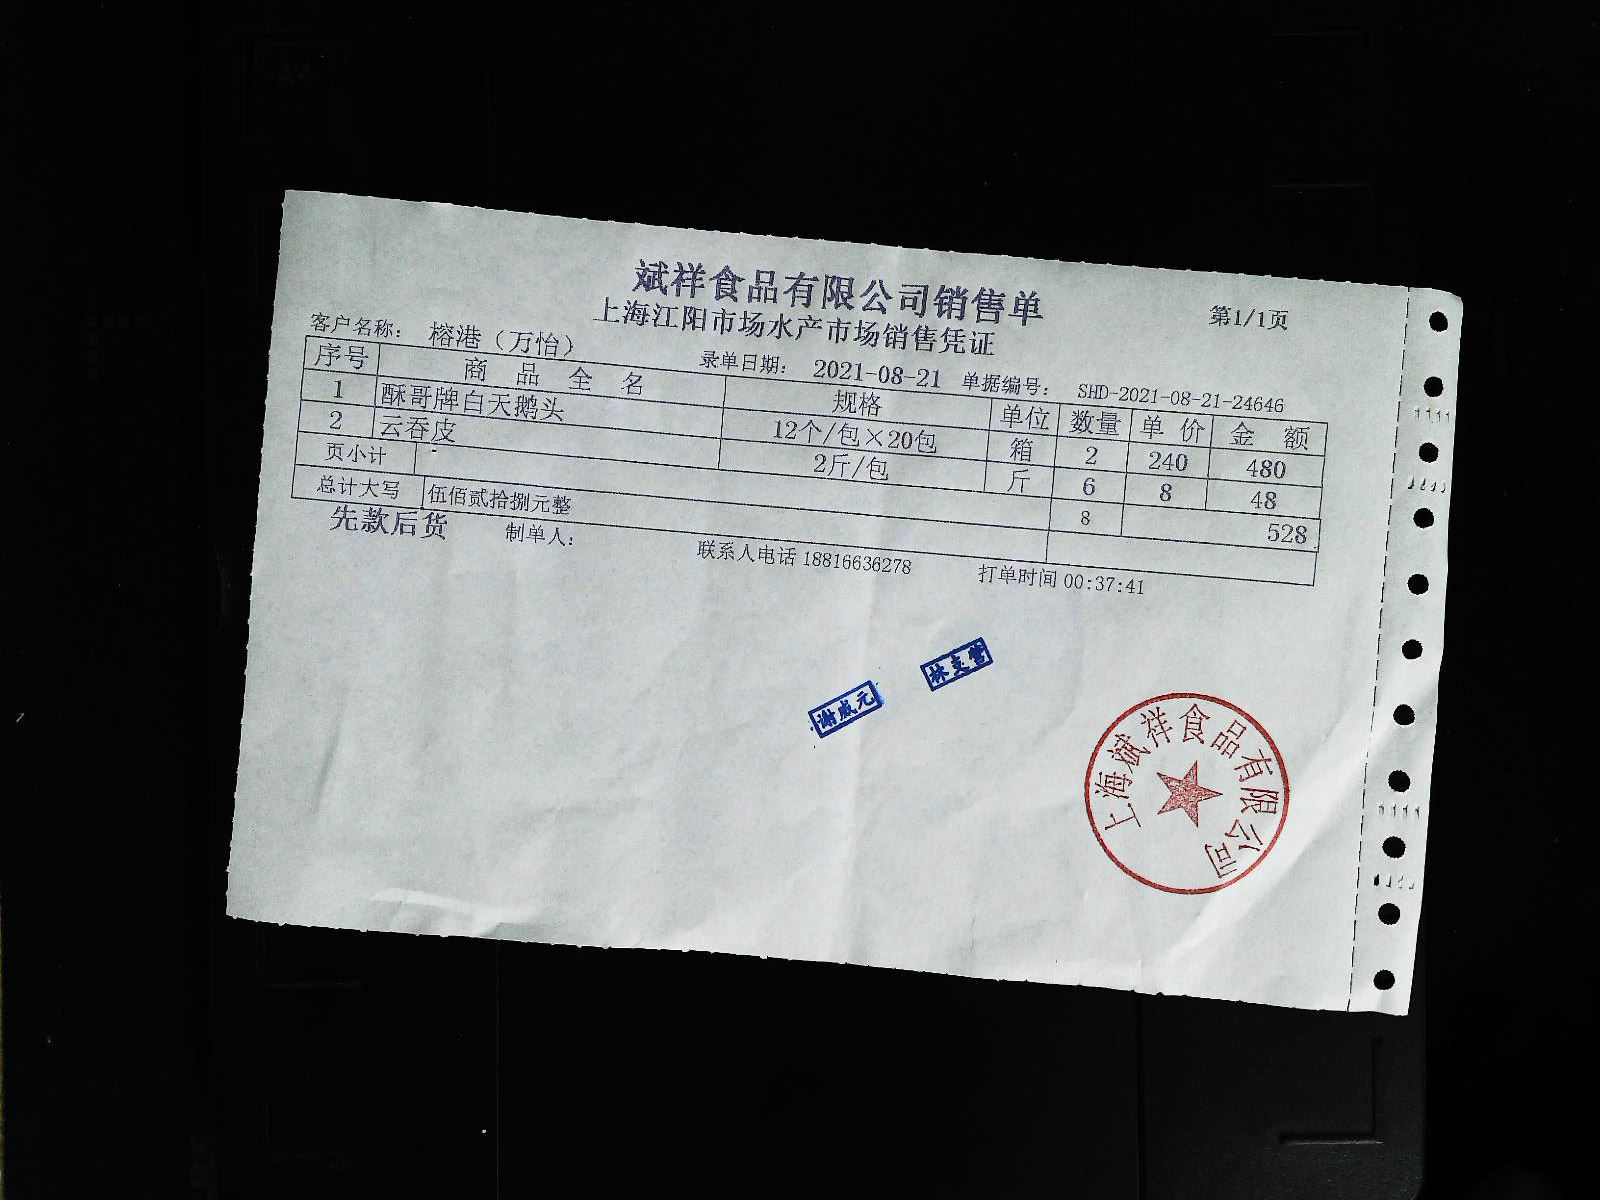 斌祥食品有限公司销售单
上海江阳市场水产市场销售凭证
第1/1页
客户名称: 榕港（万怡）
录单日期: 2021-08-21 单据编号: SHD-2021-08-21-24646
序号 商品全名 规格 单位 数量 单价 金额
1 酥哥牌白天鹅头 12个/包×20包 箱 2 240 480
2 云吞皮 2斤/包 斤 6 8 48
页小计 8 528
总计大写 伍佰贰拾捌元整
先款后货 制单人: 联系人电话 18816636278 打单时间 00:37:41
谢威元
上海斌祥食品有限公司
A4